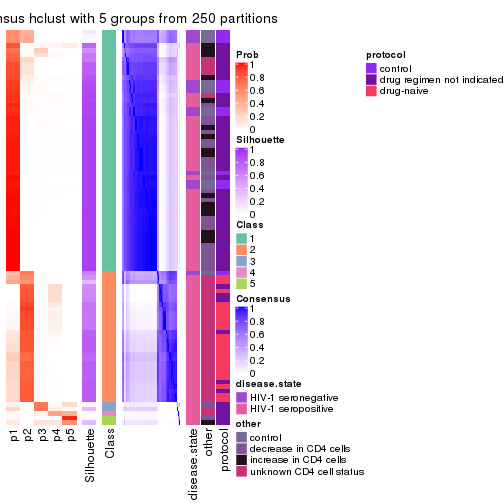 nsus hclust with 5 groups from 250 partitions
Prob
1
0.8
0.6
0.4
0.2
0
Silhouette
1
0.8
0.6
0.4
0.2
0
Class
1
2
3
4
5
Consensus
1
0.8
0.6
0.4
0.2
0
disease.state
HIV-1 seronegative
HIV-1 seropositive
other
control
decrease in CD4 cells
increase in CD4 cells
unknown CD4 cell status
protocol
control
drug regimen not indicated
drug-naive
p1
p2
p3
p4
p5
Silhouette
Class
disease.state
other
protocol